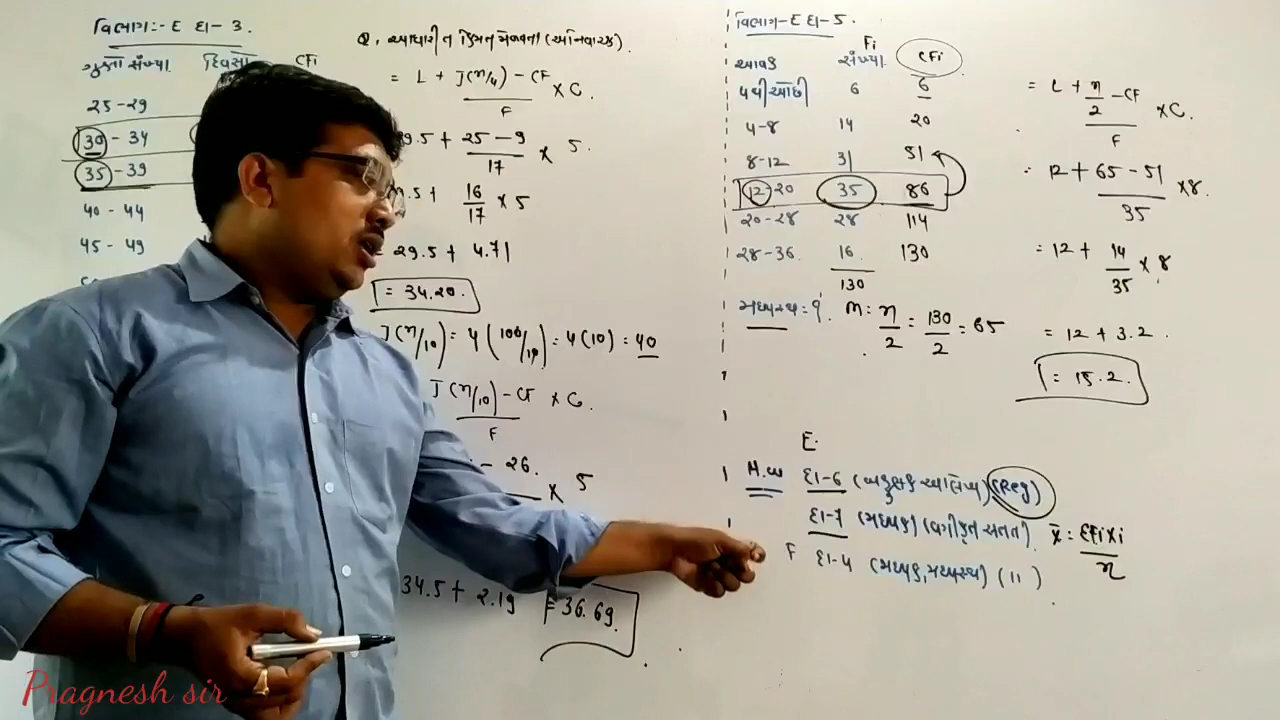 વિભાગ:- E દા- 3.
ગુણ સંખ્યા. દિવસો CFi
25-29
30 - 34
35-39
40 - 44
45 - 49
Q, આધારીત કિંમત મેળવતા (અનિવાર્ય).
= L + J(n/4) - CF × C.
F
29.5 + 25 - 9 × 5.
17
16 × 5
17
29.5 + 4.71
= 34.20
J(n/10) = 4 (100/10) = 4 (10) = 40
J(n/10) - CF × C.
F
- 26. × 5
34.5 + 2.19 = 36.69.
વિભાગ-E દા-5.
Fi
આવક સંખ્યા. CFi
4થી ઓછી 6 6
4-8 14 20
8-12 31 51
12-20 35 86
20-28 28 114
28-36. 16. 130
130
મધ્યસ્થ = ? M = n = 130 = 65
2 2
= L + n/2 - CF × C.
F
= 12 + 65 - 51 × 8.
35
= 12 + 14 × 8
35
= 12 + 3.2
= 15.2.
E.
H.W દા-6 (બહુલક આલેખ) (Reg)
દા-7 (મધ્યક) (વર્ગીકૃત સતત) x̄ = ΣFixi
n
F દા-4 (મધ્યક, મધ્યસ્થ) (11)
Pragnesh sir